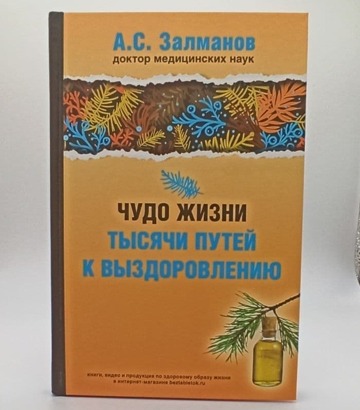 А.С. Залманов
доктор медицинских наук
ЧУДО ЖИЗНИ
ТЫСЯЧИ ПУТЕЙ
К ВЫЗДОРОВЛЕНИЮ
книги, видео и продукция по здоровому образу жизни
в интернет-магазине